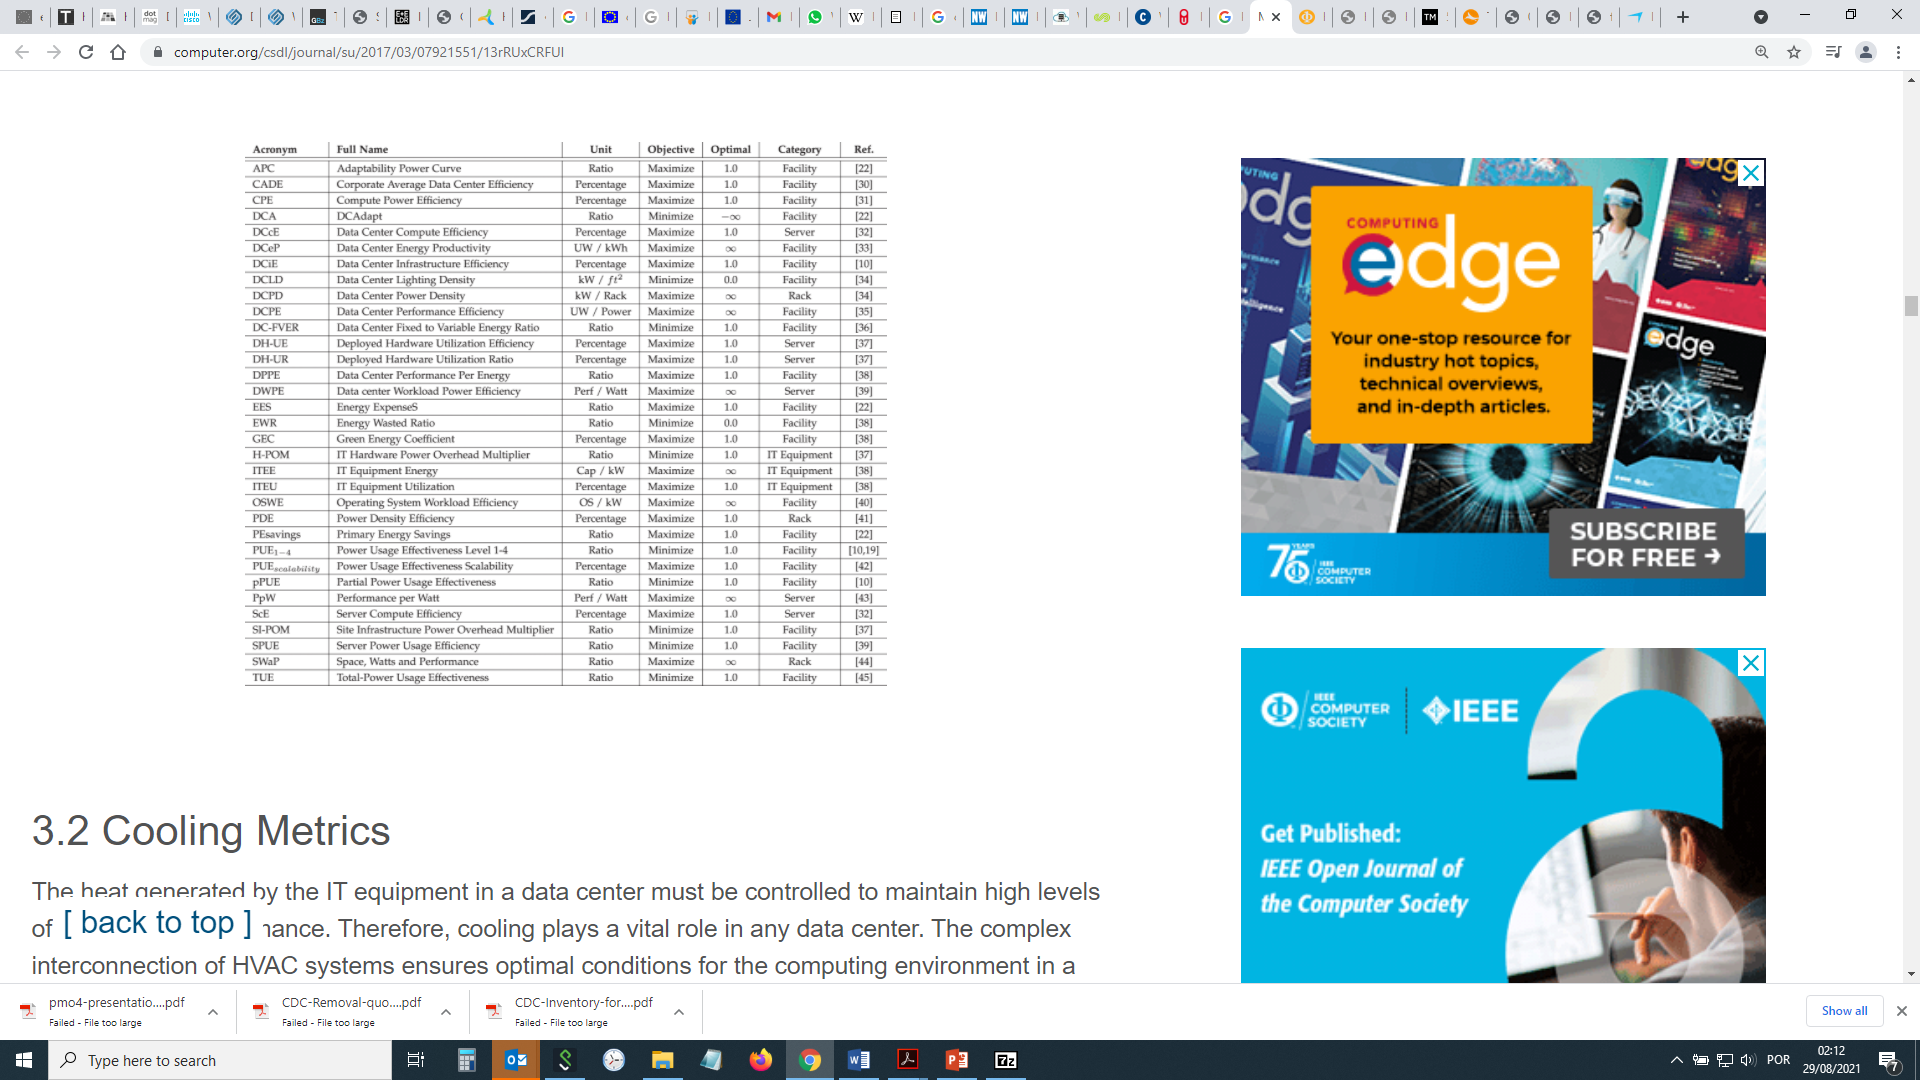 computer.org/csdl/journal/su/2017/03/07921551/13rRUxCRFUI
Acronym Full Name Unit Objective Optimal Category Ref.
APC Adaptability Power Curve Ratio Maximize 1.0 Facility [22]
CADE Corporate Average Data Center Efficiency Percentage Maximize 1.0 Facility [30]
CPE Compute Power Efficiency Percentage Maximize 1.0 Facility [31]
DCA DCAdapt Ratio Minimize −∞ Facility [22]
DCcE Data Center Compute Efficiency Percentage Maximize 1.0 Server [32]
DCeP Data Center Energy Productivity UW / kWh Maximize ∞ Facility [33]
DCiE Data Center Infrastructure Efficiency Percentage Maximize 1.0 Facility [10]
DCLD Data Center Lighting Density kW / ft² Minimize 0.0 Facility [34]
DCPD Data Center Power Density kW / Rack Maximize ∞ Rack [34]
DCPE Data Center Performance Efficiency UW / Power Maximize ∞ Facility [35]
DC-FVER Data Center Fixed to Variable Energy Ratio Ratio Minimize 1.0 Facility [36]
DH-UE Deployed Hardware Utilization Efficiency Percentage Maximize 1.0 Server [37]
DH-UR Deployed Hardware Utilization Ratio Percentage Maximize 1.0 Server [37]
DPPE Data Center Performance Per Energy Ratio Maximize 1.0 Facility [38]
DWPE Data center Workload Power Efficiency Perf / Watt Maximize ∞ Server [39]
EES Energy ExpenseS Ratio Maximize 1.0 Facility [22]
EWR Energy Wasted Ratio Ratio Minimize 0.0 Facility [38]
GEC Green Energy Coefficient Percentage Maximize 1.0 Facility [38]
H-POM IT Hardware Power Overhead Multiplier Ratio Minimize 1.0 IT Equipment [37]
ITEE IT Equipment Energy Cap / kW Maximize ∞ IT Equipment [38]
ITEU IT Equipment Utilization Percentage Maximize 1.0 IT Equipment [38]
OSWE Operating System Workload Efficiency OS / kW Maximize ∞ Facility [40]
PDE Power Density Efficiency Percentage Maximize 1.0 Rack [41]
PEsavings Primary Energy Savings Ratio Maximize 1.0 Facility [22]
PUE1−4 Power Usage Effectiveness Level 1-4 Ratio Minimize 1.0 Facility [10,19]
PUEscalability Power Usage Effectiveness Scalability Percentage Maximize 1.0 Facility [42]
pPUE Partial Power Usage Effectiveness Ratio Minimize 1.0 Facility [10]
PpW Performance per Watt Perf / Watt Maximize ∞ Server [43]
ScE Server Compute Efficiency Percentage Maximize 1.0 Server [32]
SI-POM Site Infrastructure Power Overhead Multiplier Ratio Minimize 1.0 Facility [37]
SPUE Server Power Usage Efficiency Ratio Minimize 1.0 Facility [39]
SWaP Space, Watts and Performance Ratio Maximize ∞ Rack [44]
TUE Total-Power Usage Effectiveness Ratio Minimize 1.0 Facility [45]
3.2 Cooling Metrics
The heat generated by the IT equipment in a data center must be controlled to maintain high levels
of [ back to top ] nance. Therefore, cooling plays a vital role in any data center. The complex
interconnection of HVAC systems ensures optimal conditions for the computing environment in a
COMPUTING
edge
Your one-stop resource for
industry hot topics,
technical overviews,
and in-depth articles.
SUBSCRIBE
FOR FREE →
75 YEARS IEEE
COMPUTER
SOCIETY
IEEE
COMPUTER
SOCIETY
IEEE
Get Published:
IEEE Open Journal of
the Computer Society
pmo4-presentatio....pdf
Failed - File too large
CDC-Removal-quo....pdf
Failed - File too large
CDC-Inventory-for....pdf
Failed - File too large
Show all
Type here to search
POR
02:12
29/08/2021
7